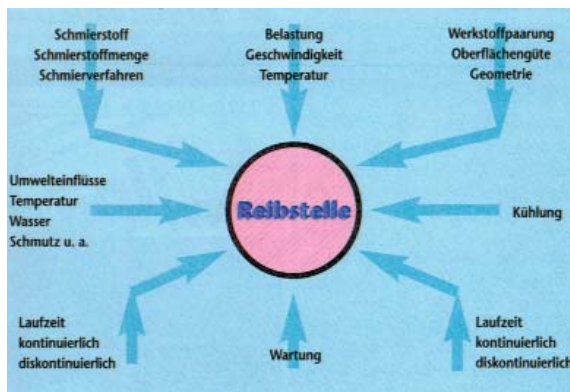 Schmierstoff
Schmierstoffmenge
Schmierverfahren
Belastung
Geschwindigkeit
Temperatur
Werkstoffpaarung
Oberflächengüte
Geometrie
Umwelteinflüsse
Temperatur
Wasser
Schmutz u. a.
Reibstelle
Kühlung
Laufzeit
kontinuierlich
diskontinuierlich
Wartung
Laufzeit
kontinuierlich
diskontinuierlich